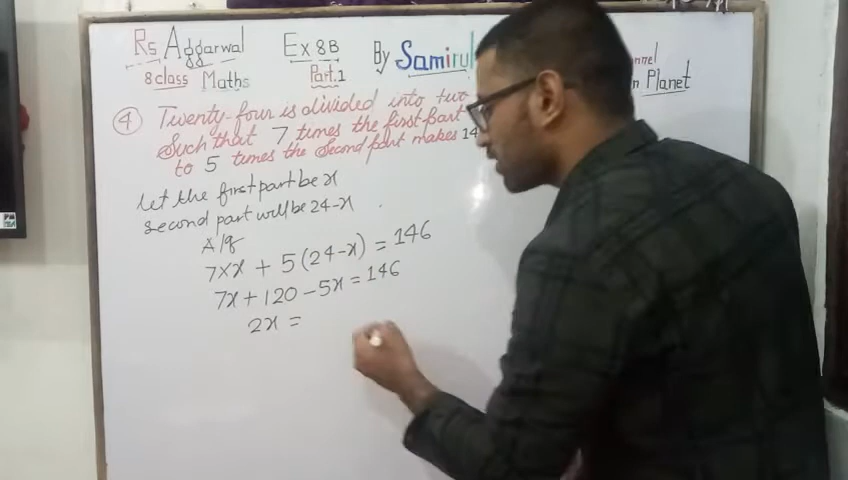 Rs Aggarwal Ex 8B By Samirul
8 class Maths Part.1 Planet
④ Twenty-four is divided into two
Such that 7 times the first part
to 5 times the second part makes 14
let the first part be x
second part will be 24-x
A/q
7×x + 5(24-x) = 146
7x+120-5x=146
2x =